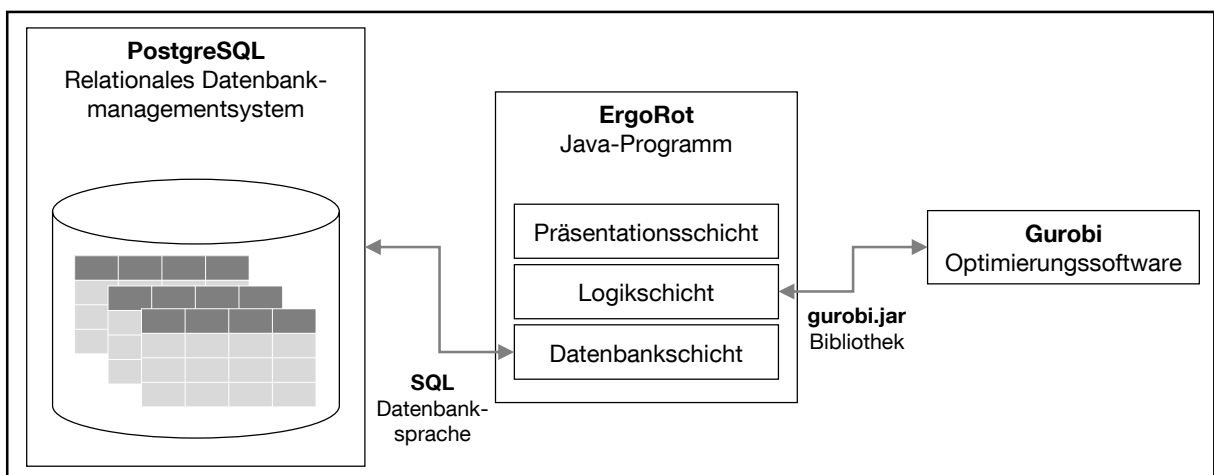 PostgreSQL
Relationales Datenbank-
managementsystem
ErgoRot
Java-Programm
Präsentationsschicht
Logikschicht
Datenbankschicht
SQL
Datenbank-
sprache
gurobi.jar
Bibliothek
Gurobi
Optimierungssoftware